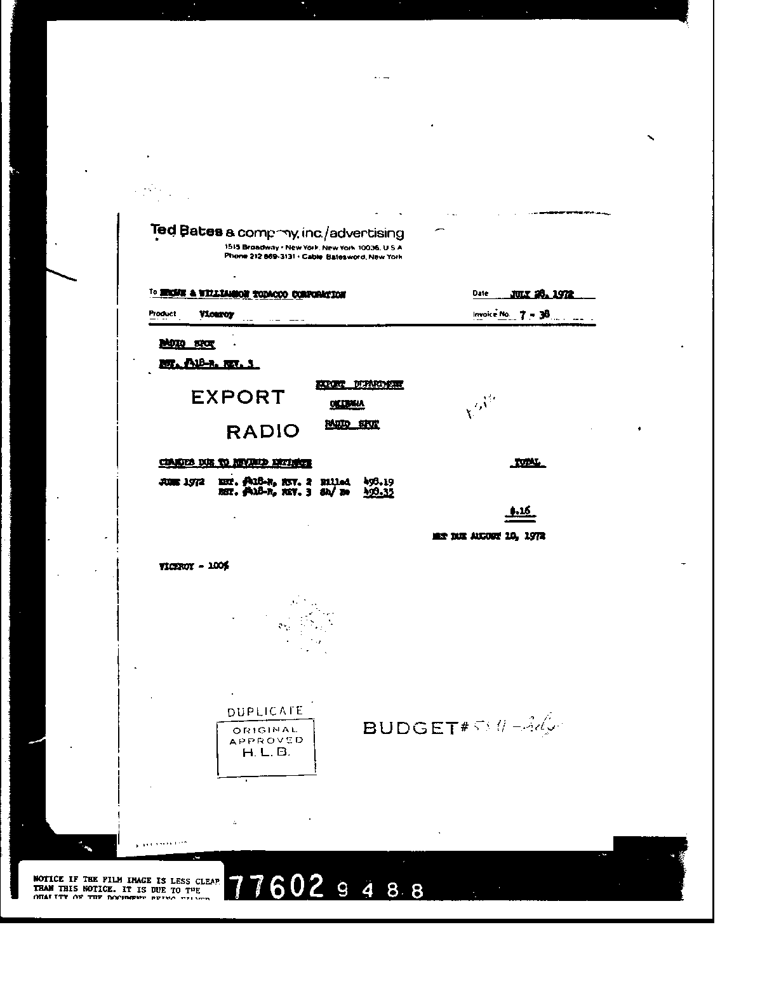 Ted Bates & company, inc./advertising
1515 Broadway • New York, New York 10036, U S A
Phone 212 869-3131 • Cable Batesword, New York
To BROWN & WILLIAMSON TOBACCO CORPORATION Date JULY 28, 1972
Product Viceroy Invoice No. 7 - 38
RADIO SPOT
EST. #418-R, REV. 3
EXPORT DEPARTMENT
EXPORT
OKINAWA
RADIO RADIO SPOT
CHANGES DUE TO REVISED ESTIMATE TOTAL
JUNE 1972 EST. #418-R, REV. 2 Billed 498.19
EST. #418-R, REV. 3 Sh/ Be 498.35
$.16
NET DUE AUGUST 10, 1972
VICEROY - 100%
DUPLICATE
ORIGINAL
APPROVED
H. L. B.
BUDGET#
NOTICE IF THE FILM IMAGE IS LESS CLEAR
THAN THIS NOTICE. IT IS DUE TO THE
QUALITY OF THE DOCUMENT BEING FILMED
77602 9488